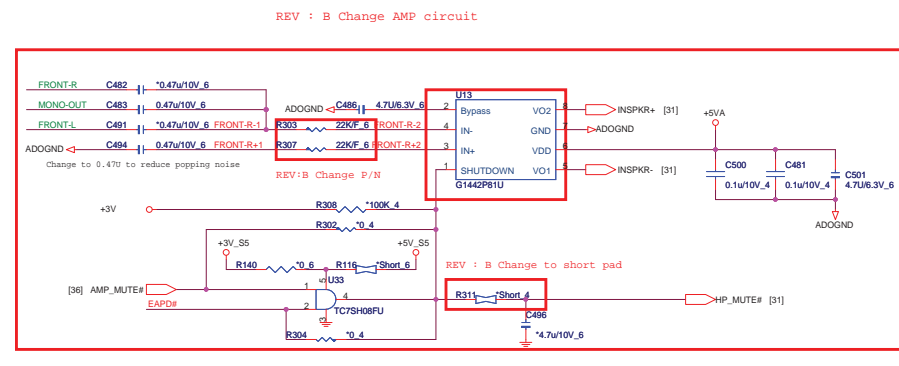 REV : B Change AMP circuit
FRONT-R C482 *0.47u/10V_6
MONO-OUT C483 0.47u/10V_6
FRONT-L C491 *0.47u/10V_6 FRONT-R-1 R303 22K/F_6 FRONT-R-2
ADOGND C494 0.47u/10V_6 FRONT-R+1 R307 22K/F_6 FRONT-R+2
Change to 0.47U to reduce popping noise
REV:B Change P/N
ADOGND C486 4.7U/6.3V_6
U13
2 Bypass VO2 8 INSPKR+ [31]
4 IN- GND 7 ADOGND
3 IN+ VDD 6
1 SHUTDOWN VO1 5 INSPKR- [31]
G1442P81U
+5VA
C500 0.1u/10V_4
C481 0.1u/10V_4
C501 4.7U/6.3V_6
ADOGND
+3V R308 *100K_4
R302 *0_4
+3V_S5 +5V_S5
R140 *0_6 R116 *Short_6
REV : B Change to short pad
[36] AMP_MUTE# 1 5 U33
EAPD# 2 4 3 TC7SH08FU
R311 *Short_4 HP_MUTE# [31]
C496
*4.7u/10V_6
R304 *0_4